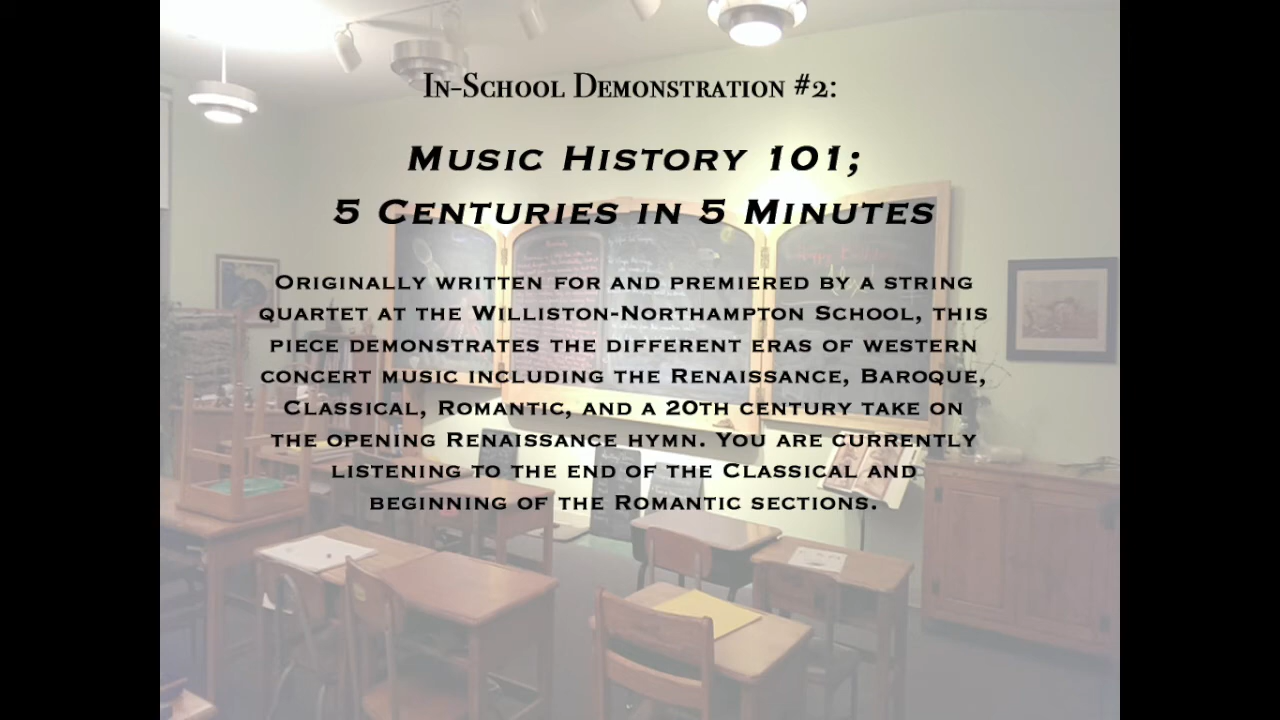 In-School Demonstration #2:
Music History 101;
5 Centuries in 5 Minutes
Originally written for and premiered by a string
quartet at the Williston-Northampton School, this
piece demonstrates the different eras of western
concert music including the Renaissance, Baroque,
Classical, Romantic, and a 20th century take on
the opening Renaissance hymn. You are currently
listening to the end of the Classical and
beginning of the Romantic sections.